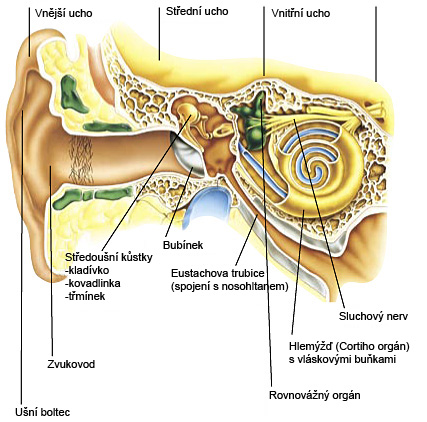 Vnější ucho
Střední ucho
Vnitřní ucho
Bubínek
Středoušní kůstky
-kladívko
-kovadlinka
-třmínek
Eustachova trubice
(spojení s nosohltanem)
Sluchový nerv
Hlemýžď (Cortiho orgán)
s vláskovými buňkami
Zvukovod
Rovnovážný orgán
Ušní boltec